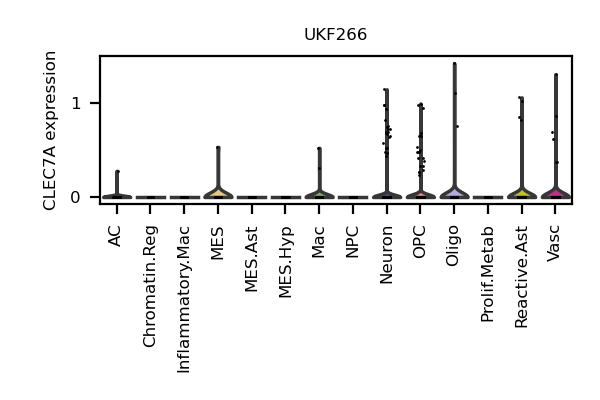 UKF266
CLEC7A expression
1
0
AC
Chromatin.Reg
Inflammatory.Mac
MES
MES.Ast
MES.Hyp
Mac
NPC
Neuron
OPC
Oligo
Prolif.Metab
Reactive.Ast
Vasc